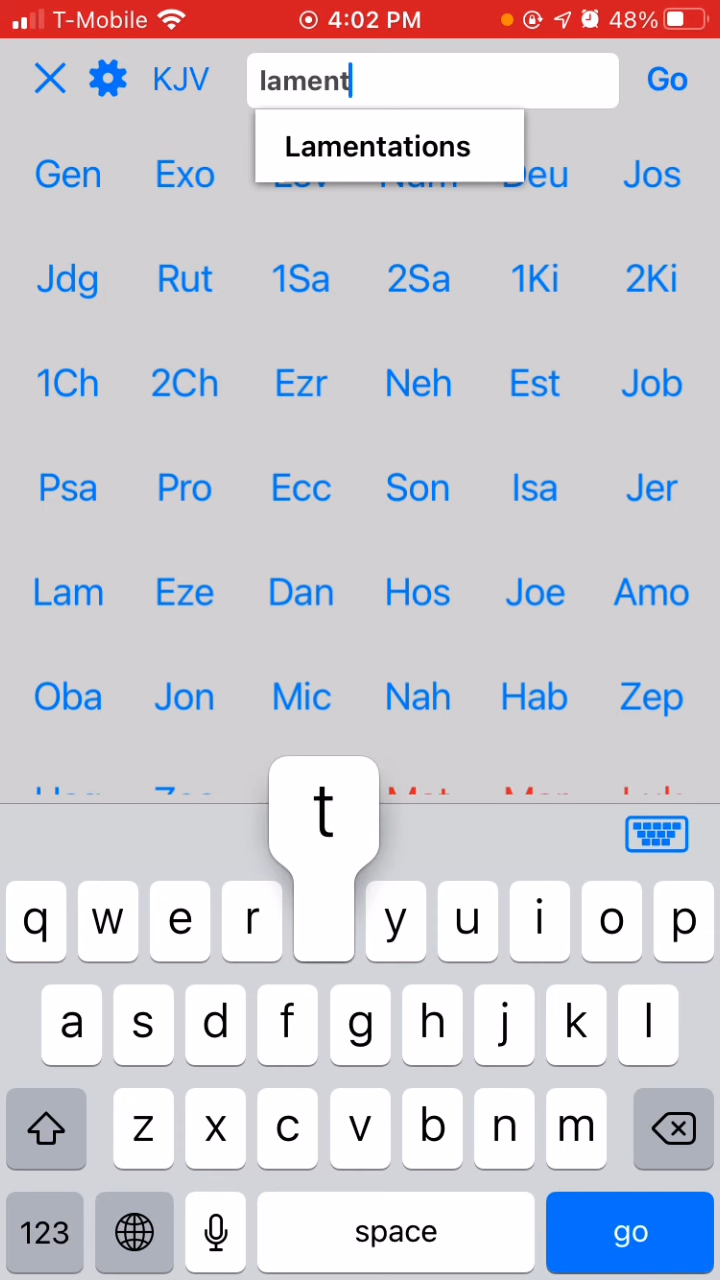 T-Mobile 4:02 PM 48%
KJV lament Go
Lamentations
Gen Exo Deu Jos
Jdg Rut 1Sa 2Sa 1Ki 2Ki
1Ch 2Ch Ezr Neh Est Job
Psa Pro Ecc Son Isa Jer
Lam Eze Dan Hos Joe Amo
Oba Jon Mic Nah Hab Zep
t
q w e r y u i o p
a s d f g h j k l
z x c v b n m
123 space go